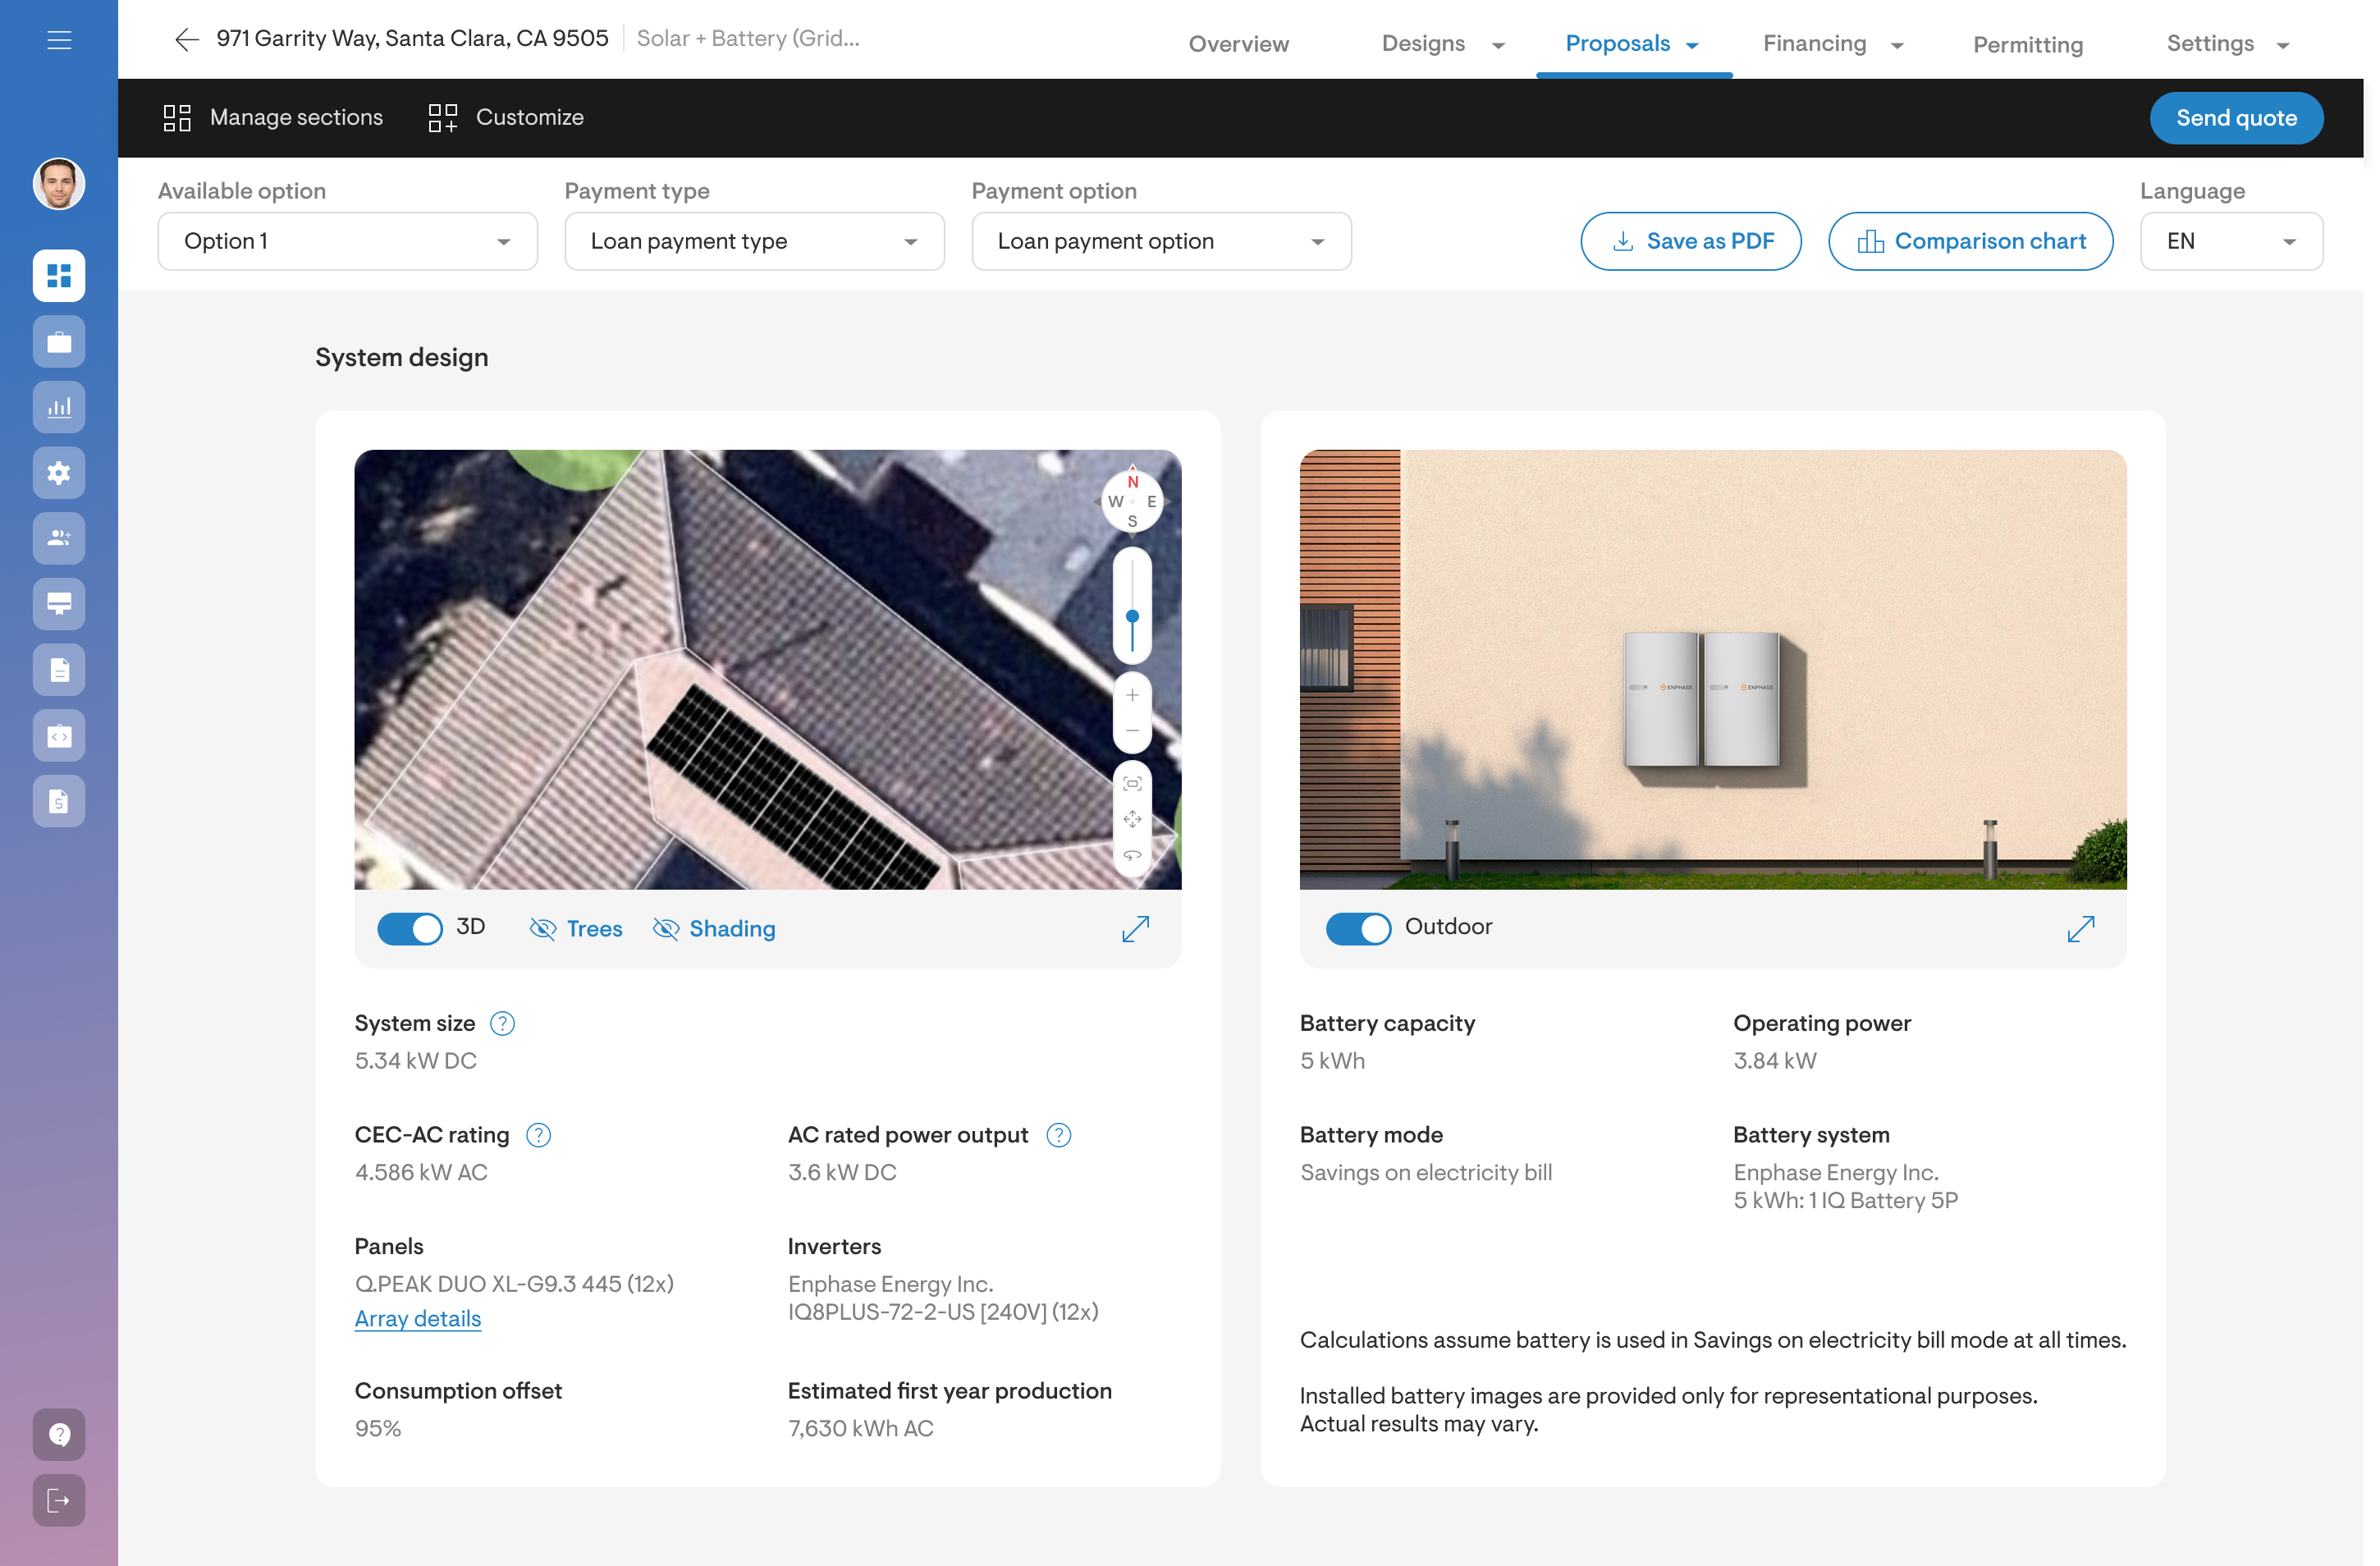 971 Garrity Way, Santa Clara, CA 9505
Solar + Battery (Grid...
Overview
Designs
Proposals
Financing
Permitting
Settings
Manage sections
Customize
Send quote
Available option
Payment type
Payment option
Language
Option 1
Loan payment type
Loan payment option
Save as PDF
Comparison chart
EN
System design
N
W E
S
ENPHASE
ENPHASE
3D
Trees
Shading
Outdoor
System size ?
5.34 kW DC
CEC-AC rating ?
4.586 kW AC
AC rated power output ?
3.6 kW DC
Panels
Q.PEAK DUO XL-G9.3 445 (12x)
Array details
Inverters
Enphase Energy Inc.
IQ8PLUS-72-2-US [240V] (12x)
Consumption offset
95%
Estimated first year production
7,630 kWh AC
Battery capacity
5 kWh
Operating power
3.84 kW
Battery mode
Savings on electricity bill
Battery system
Enphase Energy Inc.
5 kWh: 1 IQ Battery 5P
Calculations assume battery is used in Savings on electricity bill mode at all times.
Installed battery images are provided only for representational purposes.
Actual results may vary.